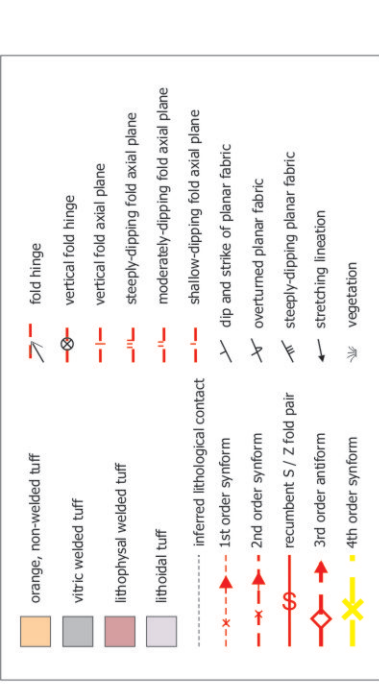 orange, non-welded tuff
vitric welded tuff
lithophysal welded tuff
lithoidal tuff
inferred lithological contact
1st order synform
2nd order synform
recumbent S / Z fold pair
3rd order antiform
4th order synform
fold hinge
vertical fold hinge
vertical fold axial plane
steeply-dipping fold axial plane
moderately-dipping fold axial plane
shallow-dipping fold axial plane
dip and strike of planar fabric
overturned planar fabric
steeply-dipping planar fabric
stretching lineation
vegetation